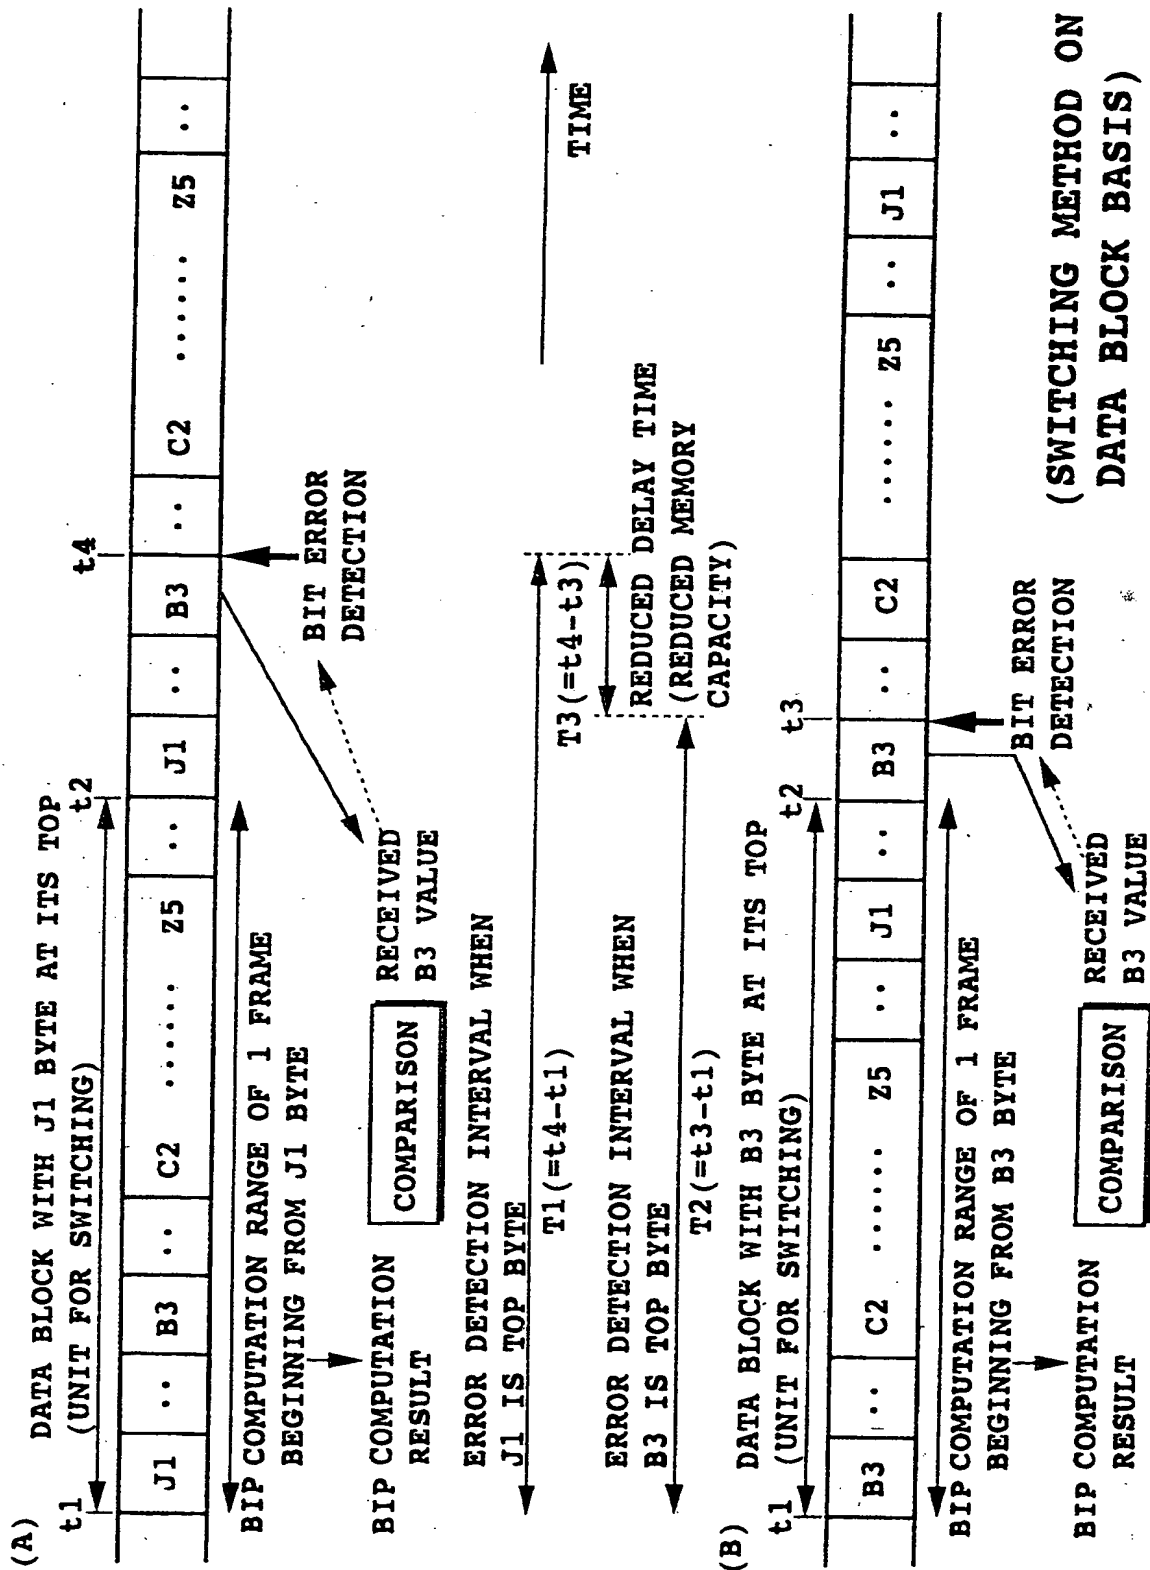 (A)
DATA BLOCK WITH J1 BYTE AT ITS TOP
(UNIT FOR SWITCHING)
t1 t2 t4
J1 ·· B3 ·· C2 ······ Z5 ·· J1 ·· B3 ·· C2 ······ Z5 ··
BIP COMPUTATION RANGE OF 1 FRAME
BEGINNING FROM J1 BYTE
BIP COMPUTATION
RESULT
COMPARISON
RECEIVED
B3 VALUE
BIT ERROR
DETECTION
ERROR DETECTION INTERVAL WHEN
J1 IS TOP BYTE
T1(=t4-t1)
T3(=t4-t3)
TIME
ERROR DETECTION INTERVAL WHEN
B3 IS TOP BYTE
T2(=t3-t1)
REDUCED DELAY TIME
(REDUCED MEMORY
CAPACITY)
(B)
DATA BLOCK WITH B3 BYTE AT ITS TOP
(UNIT FOR SWITCHING)
t1 t2 t3
B3 ·· C2 ······ Z5 ·· J1 ·· B3 ·· C2 ······ Z5 ·· J1 ··
BIP COMPUTATION RANGE OF 1 FRAME
BEGINNING FROM B3 BYTE
BIP COMPUTATION
RESULT
COMPARISON
RECEIVED
B3 VALUE
BIT ERROR
DETECTION
(SWITCHING METHOD ON
DATA BLOCK BASIS)